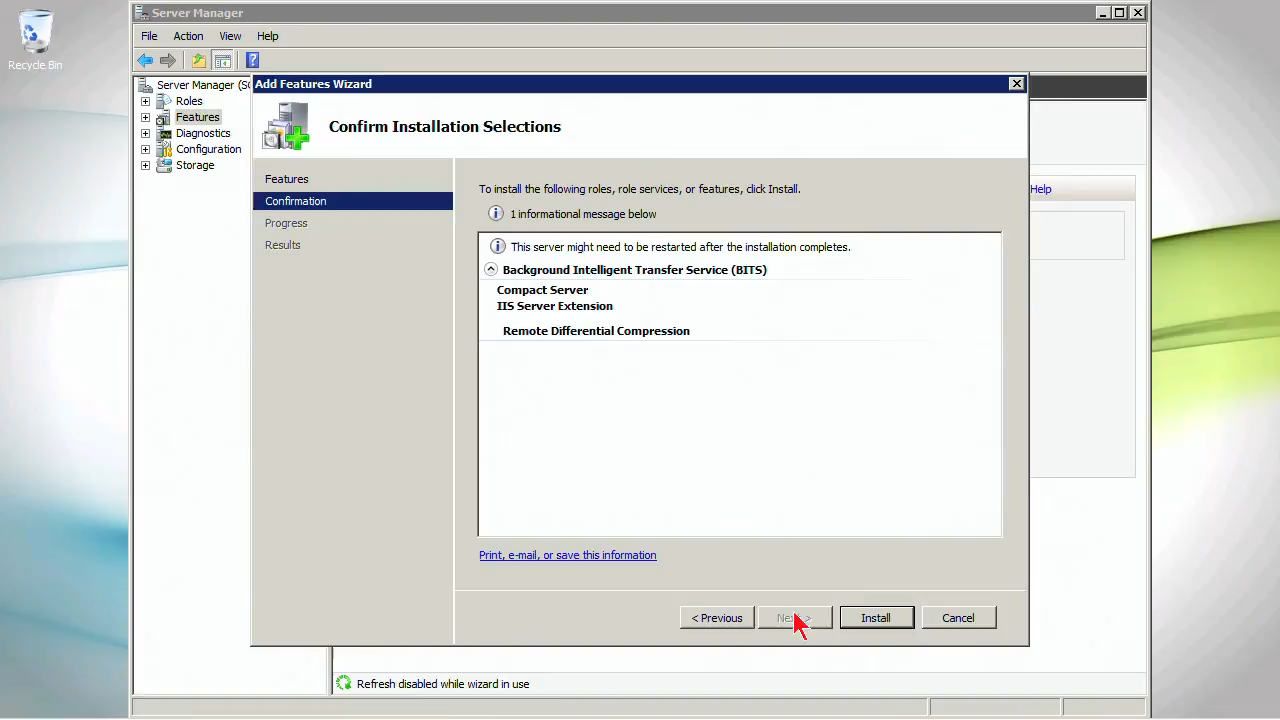 Recycle Bin
Server Manager
File Action View Help
Server Manager (SC
Roles
Features
Diagnostics
Configuration
Storage
Add Features Wizard
Confirm Installation Selections
Features
Confirmation
Progress
Results
To install the following roles, role services, or features, click Install.
1 informational message below
This server might need to be restarted after the installation completes.
Background Intelligent Transfer Service (BITS)
Compact Server
IIS Server Extension
Remote Differential Compression
Print, e-mail, or save this information
< Previous
Install
Cancel
Help
Refresh disabled while wizard in use